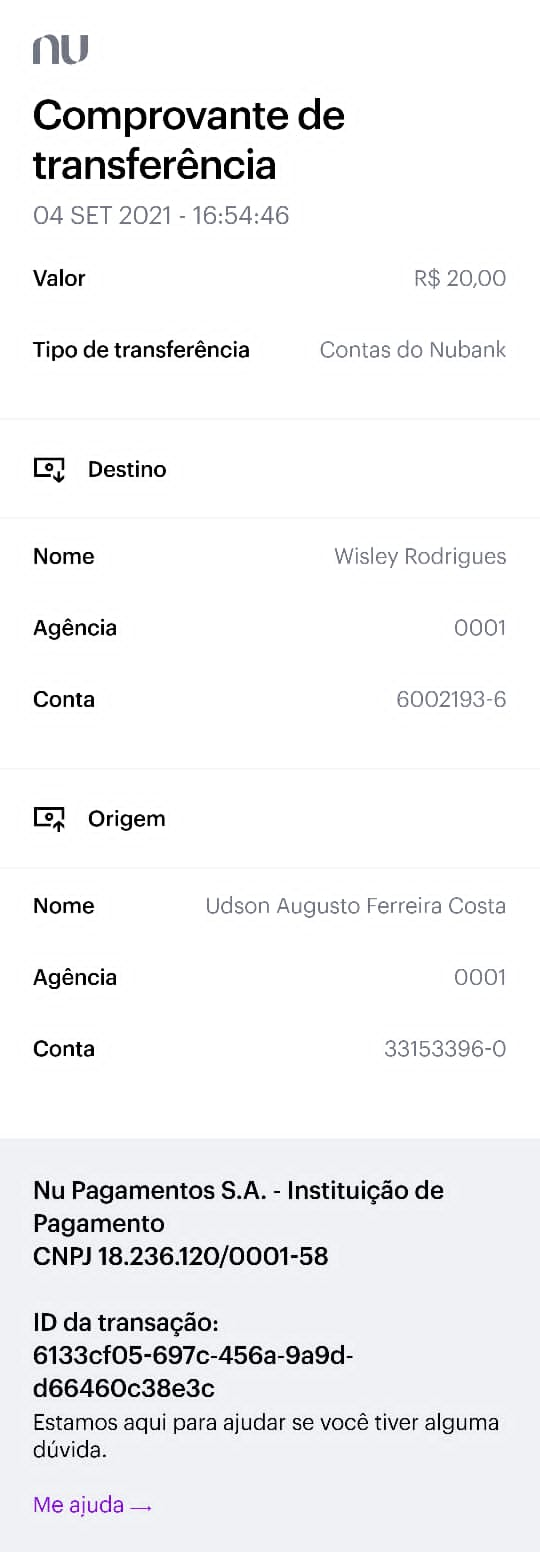 nu
Comprovante de
transferência
04 SET 2021 - 16:54:46
Valor R$ 20,00
Tipo de transferência Contas do Nubank
Destino
Nome Wisley Rodrigues
Agência 0001
Conta 6002193-6
Origem
Nome Udson Augusto Ferreira Costa
Agência 0001
Conta 33153396-0
Nu Pagamentos S.A. - Instituição de
Pagamento
CNPJ 18.236.120/0001-58
ID da transação:
6133cf05-697c-456a-9a9d-
d66460c38e3c
Estamos aqui para ajudar se você tiver alguma
dúvida.
Me ajuda →